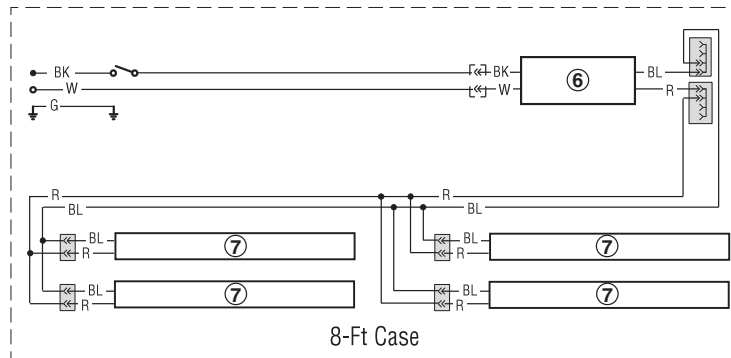 BK BK 6 BL
W W R
G
R R
BL BL
BL 7 BL 7
R R
BL 7 BL 7
R R
8-Ft Case